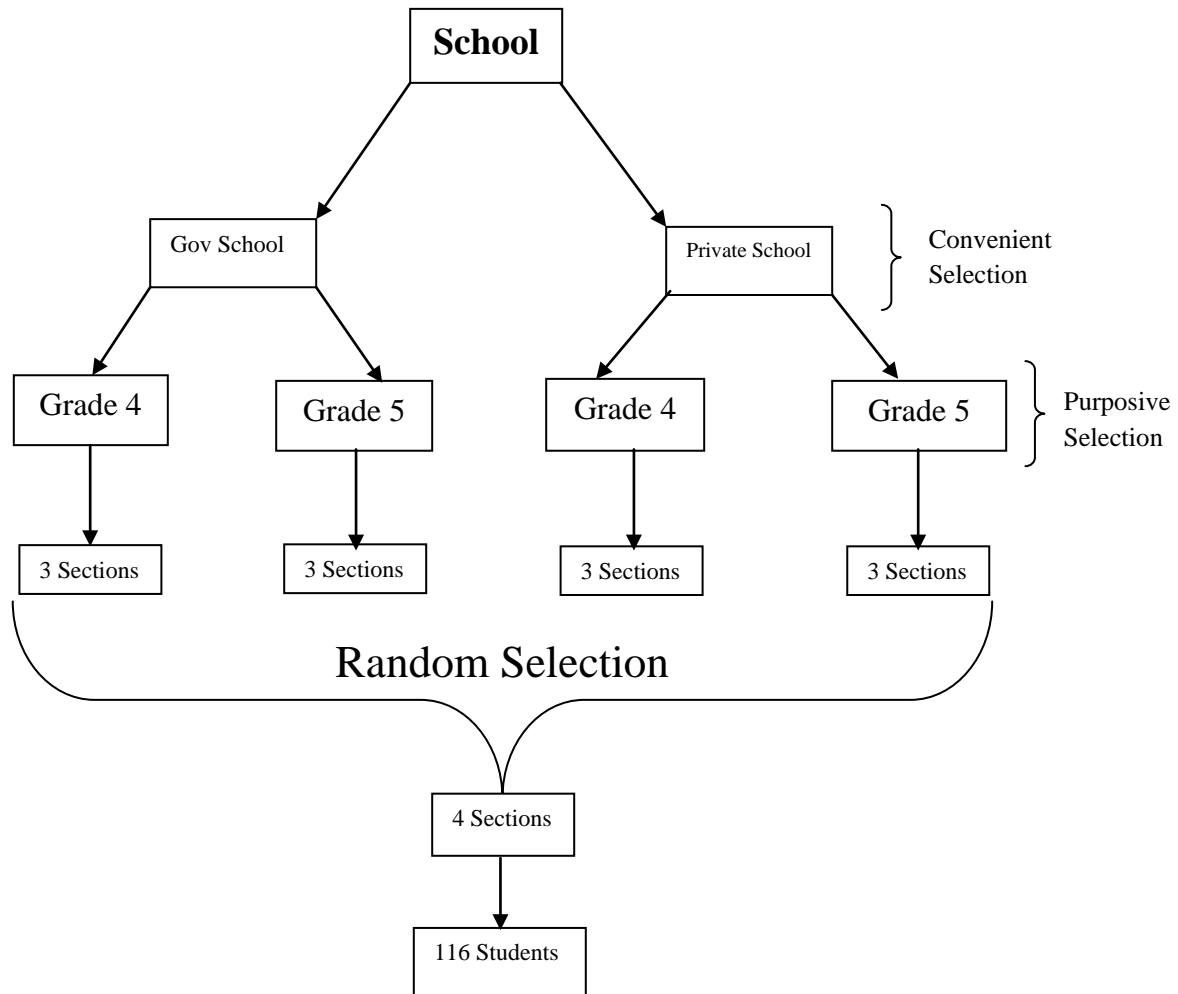 School
Gov School
Private School
Convenient
Selection
Grade 4
Grade 5
Grade 4
Grade 5
Purposive
Selection
3 Sections
3 Sections
3 Sections
3 Sections
Random Selection
4 Sections
116 Students